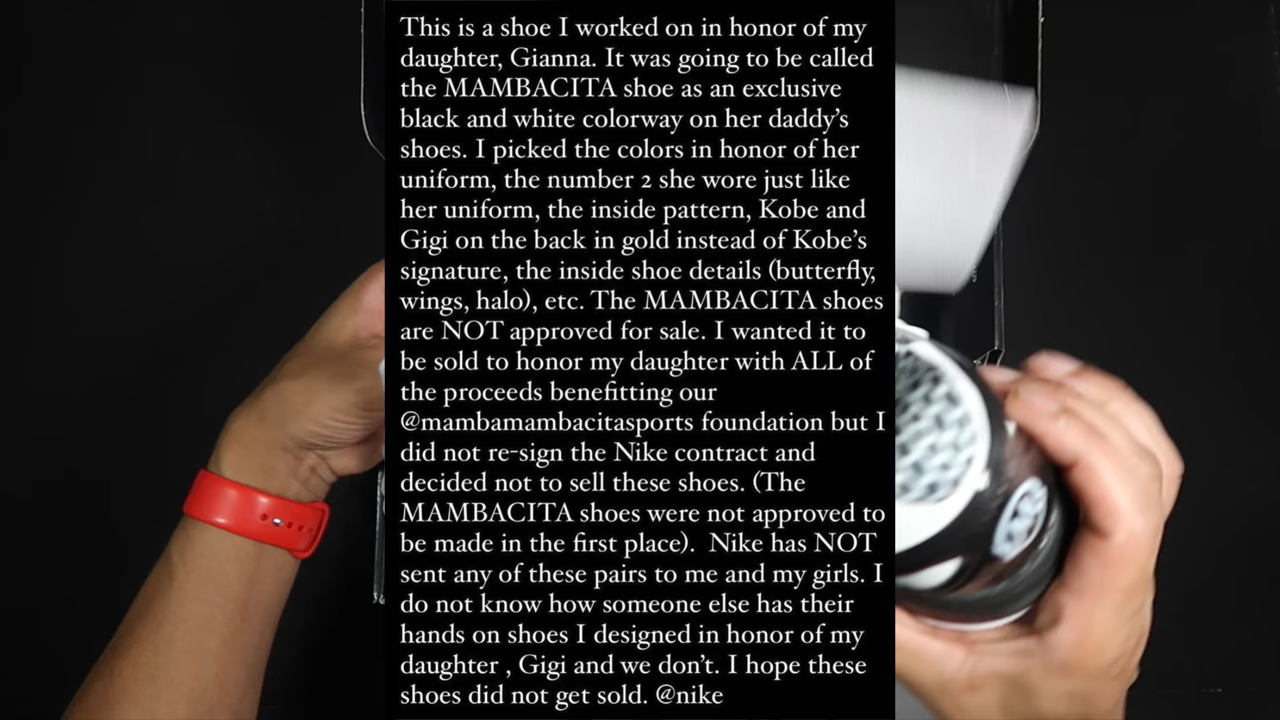 This is a shoe I worked on in honor of my
daughter, Gianna. It was going to be called
the MAMBACITA shoe as an exclusive
black and white colorway on her daddy's
shoes. I picked the colors in honor of her
uniform, the number 2 she wore just like
her uniform, the inside pattern, Kobe and
Gigi on the back in gold instead of Kobe's
signature, the inside shoe details (butterfly,
wings, halo), etc. The MAMBACITA shoes
are NOT approved for sale. I wanted it to
be sold to honor my daughter with ALL of
the proceeds benefitting our
@mambamambacitasports foundation but I
did not re-sign the Nike contract and
decided not to sell these shoes. (The
MAMBACITA shoes were not approved to
be made in the first place).  Nike has NOT
sent any of these pairs to me and my girls. I
do not know how someone else has their
hands on shoes I designed in honor of my
daughter , Gigi and we don't. I hope these
shoes did not get sold. @nike